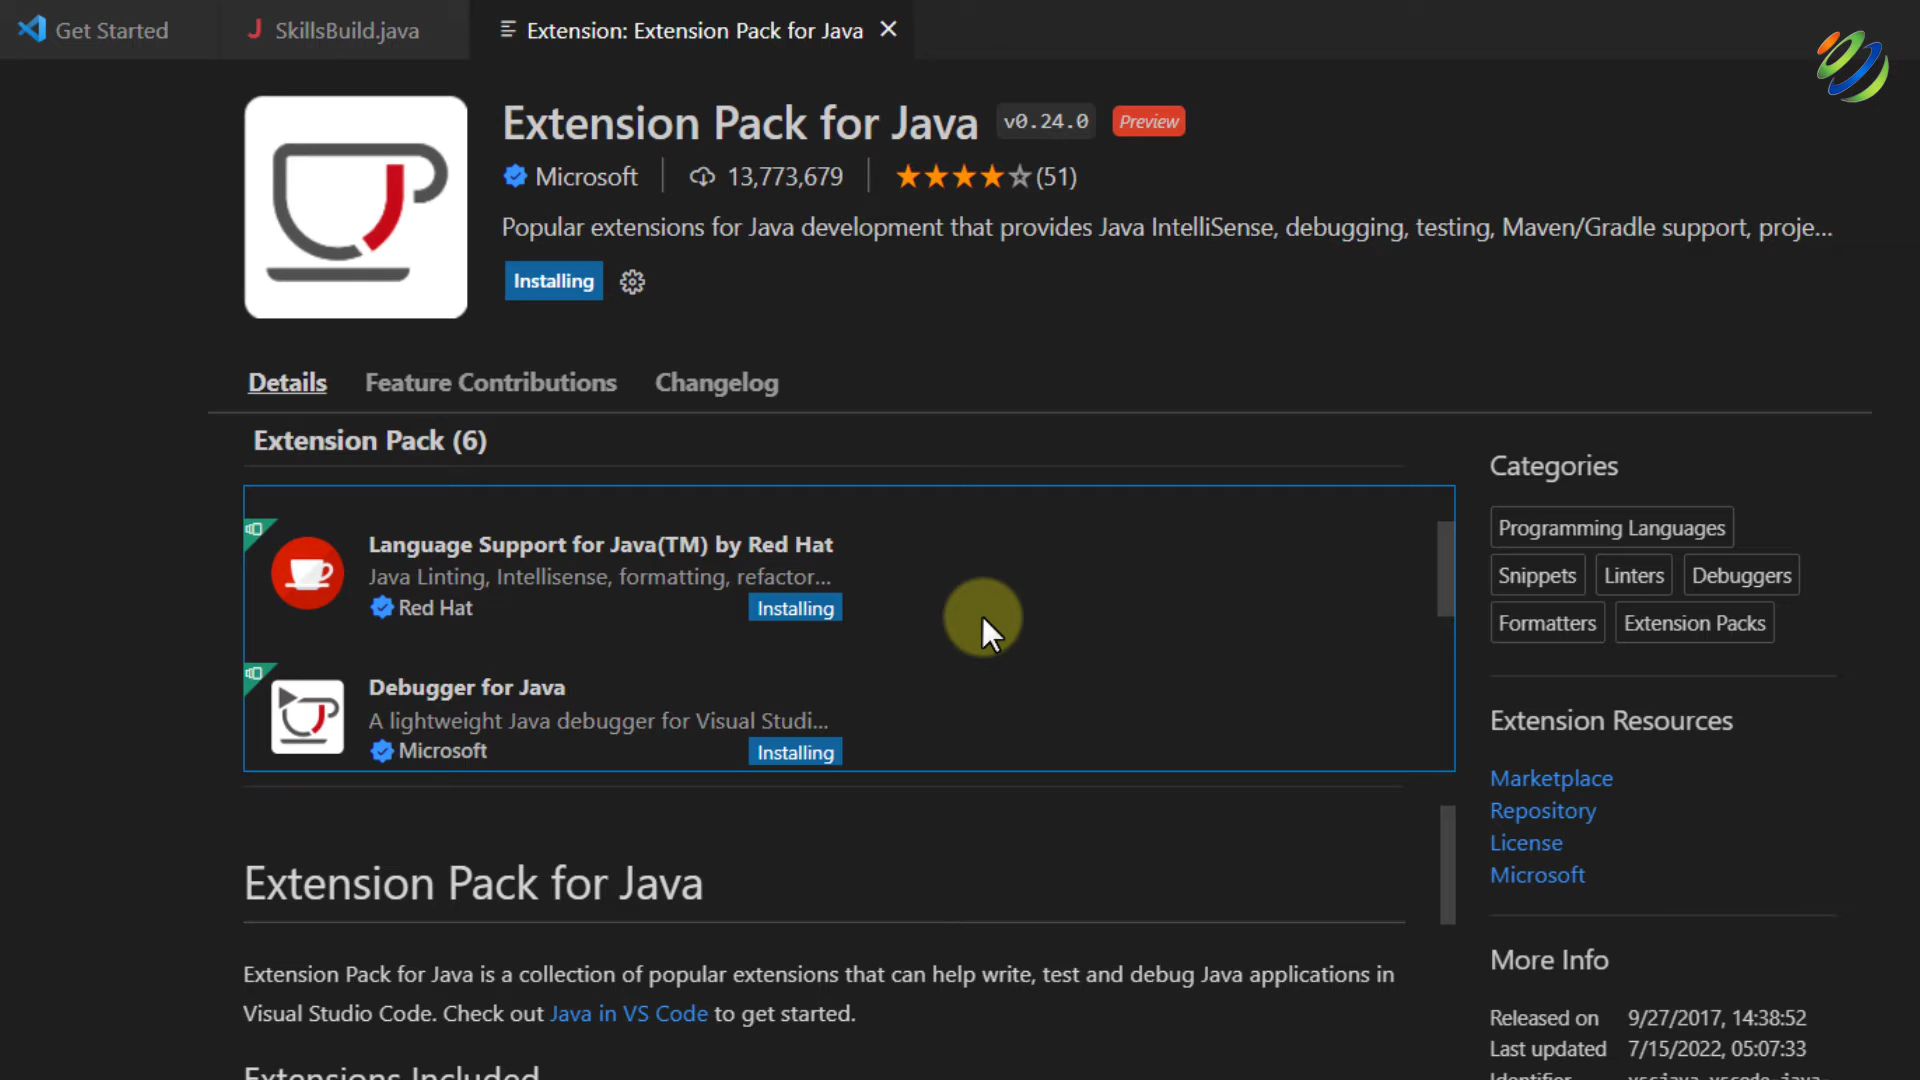 Get Started
SkillsBuild.java
Extension: Extension Pack for Java
Extension Pack for Java v0.24.0 Preview
Microsoft 13,773,679 (51)
Popular extensions for Java development that provides Java IntelliSense, debugging, testing, Maven/Gradle support, proje...
Installing
Details Feature Contributions Changelog
Extension Pack (6)
Language Support for Java(TM) by Red Hat
Java Linting, Intellisense, formatting, refactor...
Red Hat Installing
Debugger for Java
A lightweight Java debugger for Visual Studi...
Microsoft Installing
Extension Pack for Java
Extension Pack for Java is a collection of popular extensions that can help write, test and debug Java applications in
Visual Studio Code. Check out Java in VS Code to get started.
Extensions Included
Categories
Programming Languages
Snippets Linters Debuggers
Formatters Extension Packs
Extension Resources
Marketplace
Repository
License
Microsoft
More Info
Released on 9/27/2017, 14:38:52
Last updated 7/15/2022, 05:07:33
Identifier